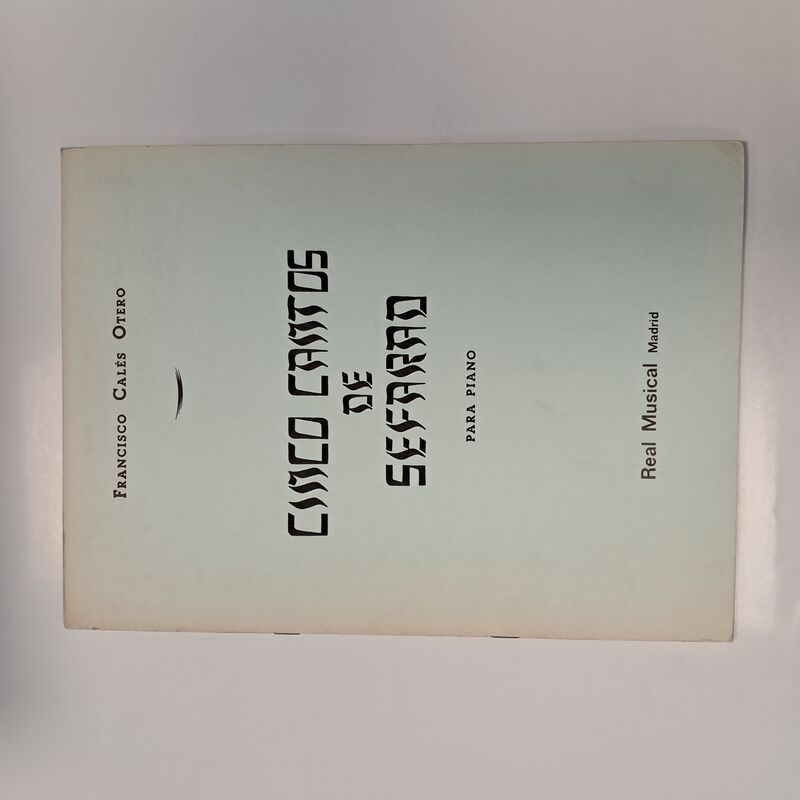 Francisco Calés Otero
CINCO CANTOS
DE
SEFARAD
PARA PIANO
Real Musical Madrid